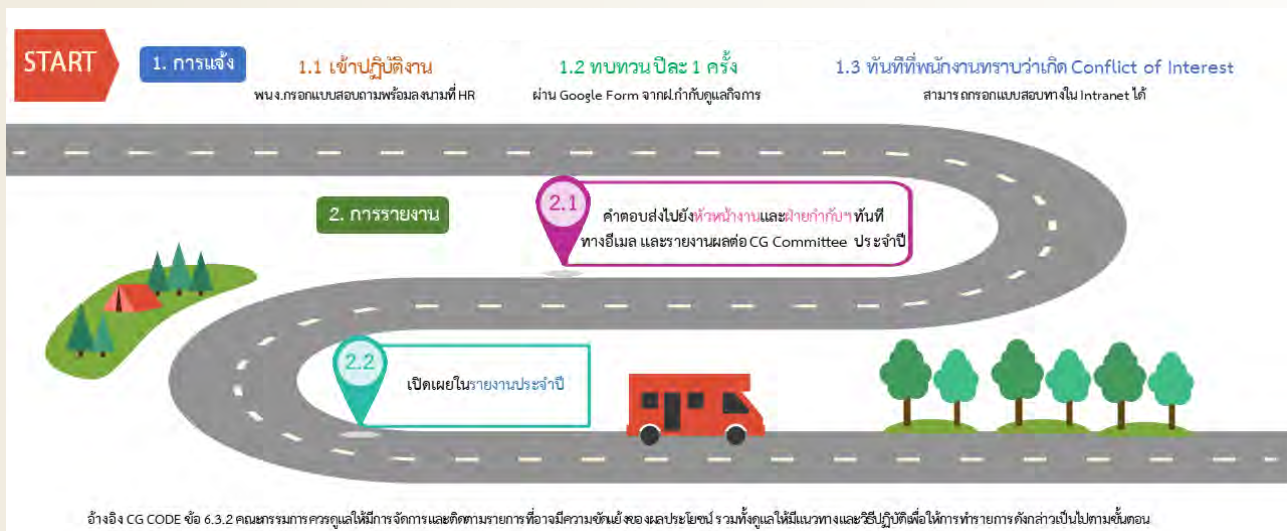 START
1. การแจ้ง
1.1 เข้าปฏิบัติงาน
พนง.กรอกแบบสอบถามพร้อมลงนามที่ HR
1.2 ทบทวน ปีละ 1 ครั้ง
ผ่าน Google Form จากฝ.กำกับดูแลกิจการ
1.3 ทันทีที่พนักงานทราบว่าเกิด Conflict of Interest
สามารถกรอกแบบสอบทางใน Intranet ได้
2. การรายงาน
2.1
คำตอบส่งไปยังหัวหน้างานและฝ่ายกำกับฯ ทันที
ทางอีเมล และรายงานผลต่อ CG Committee ประจำปี
2.2
เปิดเผยในรายงานประจำปี
อ้างอิง CG CODE ข้อ 6.3.2 คณะกรรมการควรดูแลให้มีการจัดการและติดตามรายการที่อาจมีความขัดแย้งของผลประโยชน์ รวมทั้งดูแลให้มีแนวทางและวิธีปฏิบัติเพื่อให้การทำรายการดังกล่าวเป็นไปตามขั้นตอน